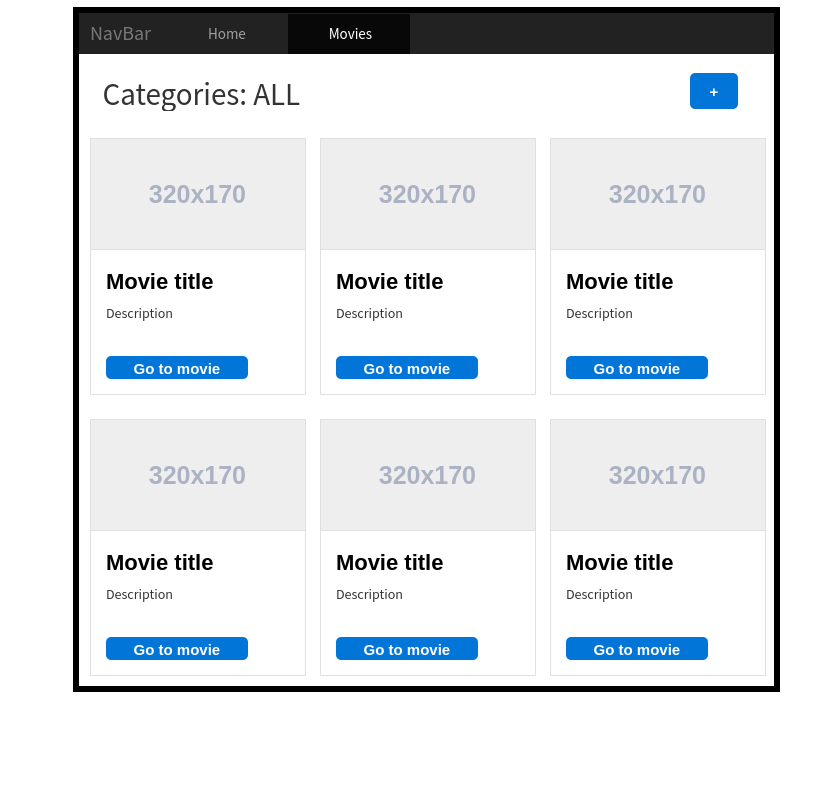 NavBar Home Movies
Categories: ALL +
320x170 320x170 320x170
Movie title Movie title Movie title
Description Description Description
Go to movie Go to movie Go to movie
320x170 320x170 320x170
Movie title Movie title Movie title
Description Description Description
Go to movie Go to movie Go to movie